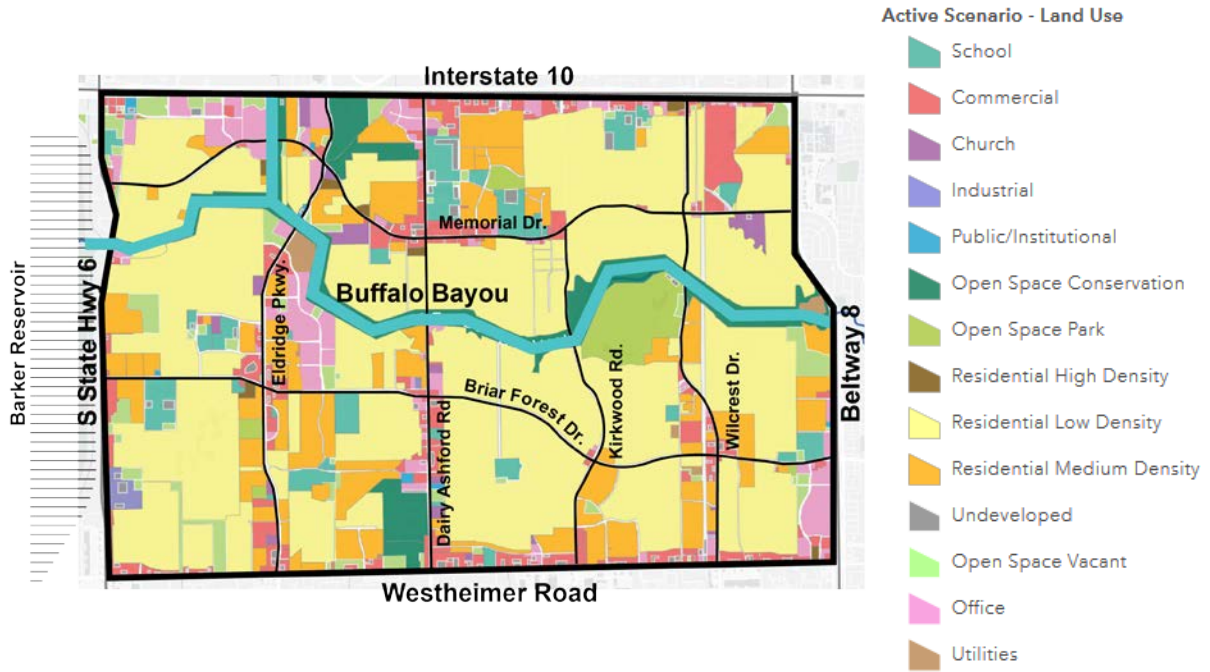 Active Scenario - Land Use
School
Commercial
Church
Industrial
Public/Institutional
Open Space Conservation
Open Space Park
Residential High Density
Residential Low Density
Residential Medium Density
Undeveloped
Open Space Vacant
Office
Utilities
Interstate 10
Memorial Dr.
Buffalo Bayou
Barker Reservoir
S State Hwy 6
Eldridge Pkwy.
Dairy Ashford Rd
Briar Forest Dr.
Kirkwood Rd.
Wilcrest Dr.
Beltway 8
Westheimer Road